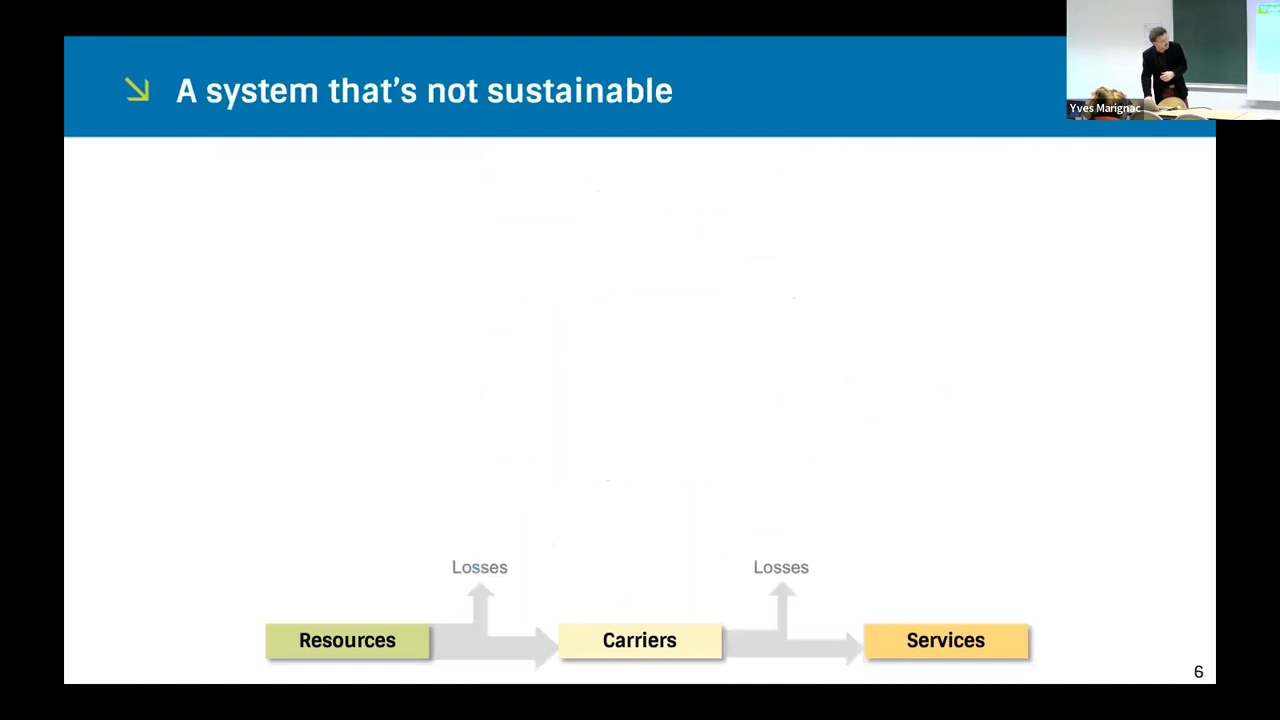 A system that's not sustainable
Yves Marignac
Losses
Losses
Resources
Carriers
Services
6